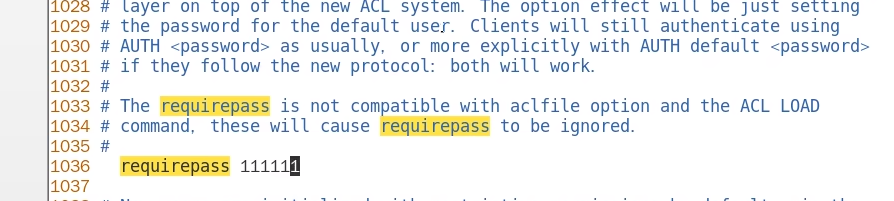 1028 # layer on top of the new ACL system. The option effect will be just setting
1029 # the password for the default user. Clients will still authenticate using
1030 # AUTH <password> as usually, or more explicitly with AUTH default <password>
1031 # if they follow the new protocol: both will work.
1032 #
1033 # The requirepass is not compatible with aclfile option and the ACL LOAD
1034 # command, these will cause requirepass to be ignored.
1035 #
1036   requirepass 111111
1037